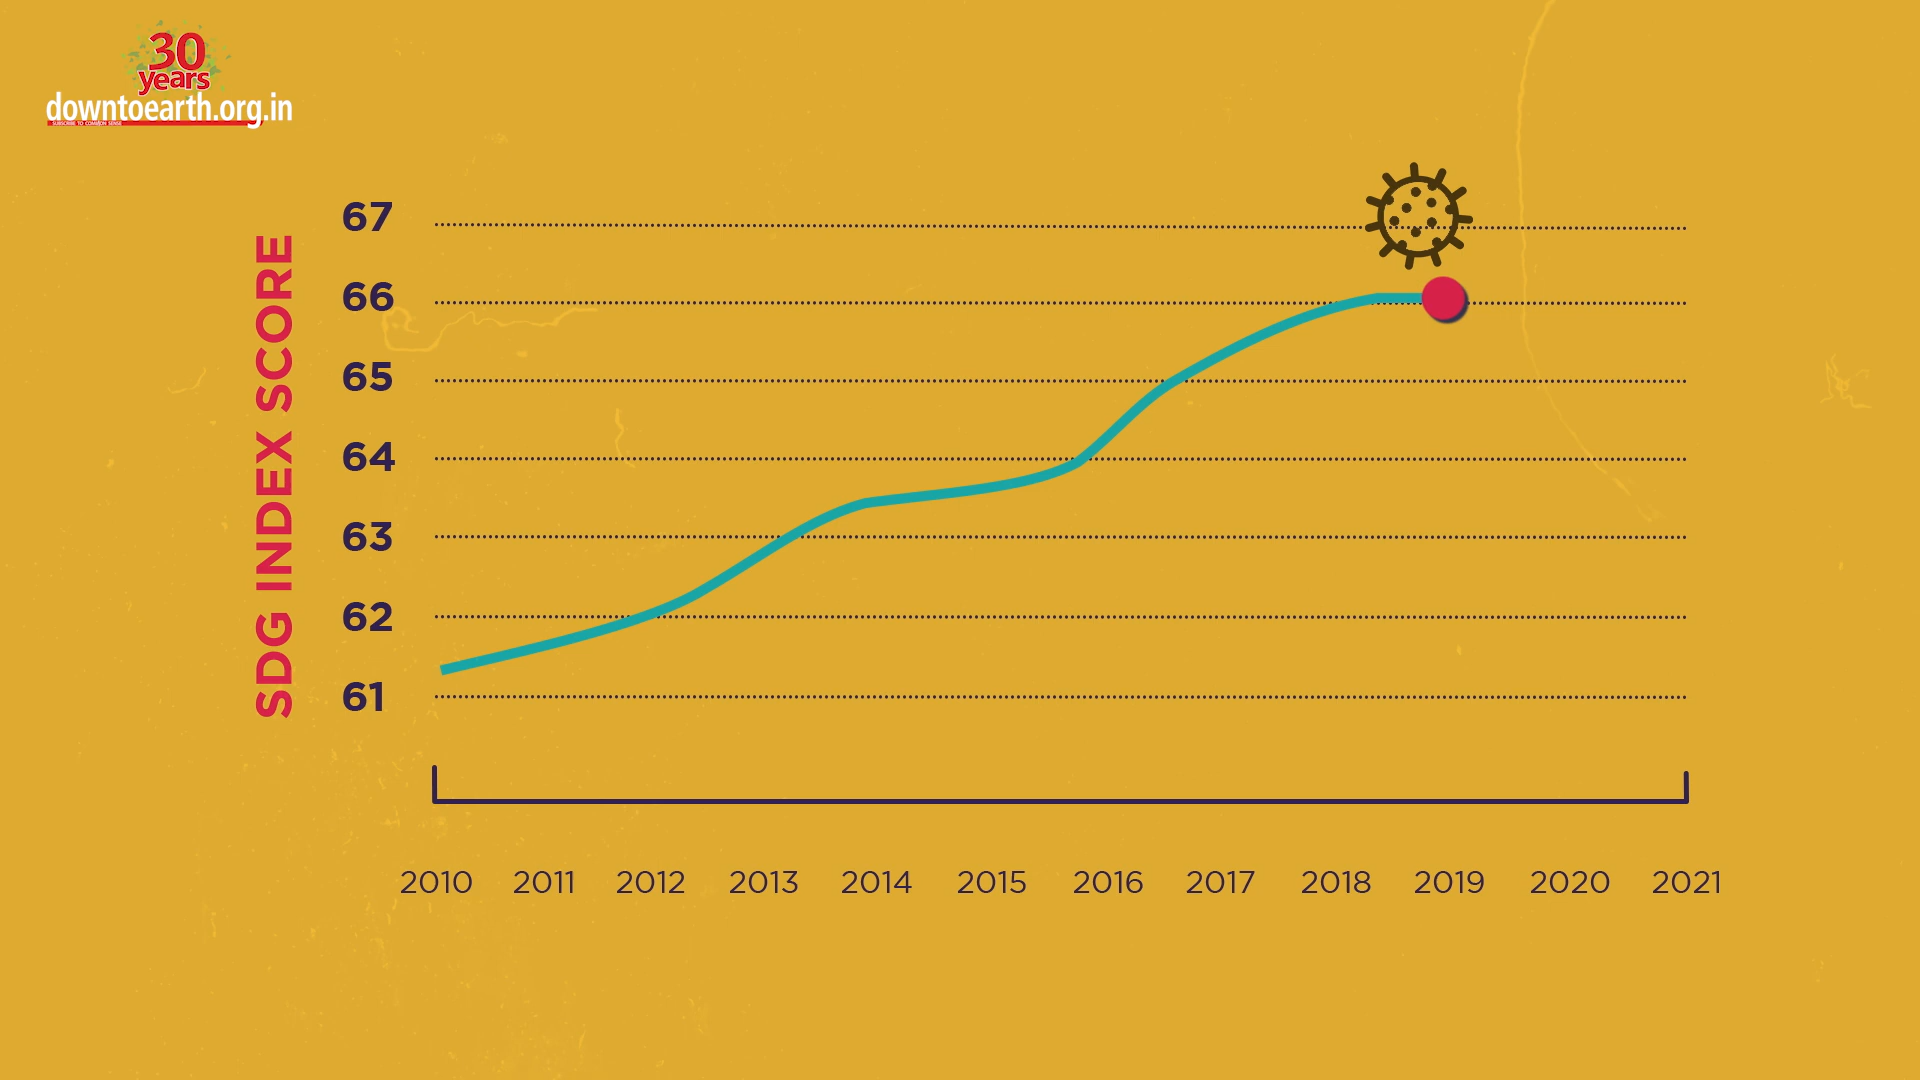 30
years
downtoearth.org.in
SUBSCRIBE TO COMMON SENSE
SDG INDEX SCORE
67
66
65
64
63
62
61
2010 2011 2012 2013 2014 2015 2016 2017 2018 2019 2020 2021